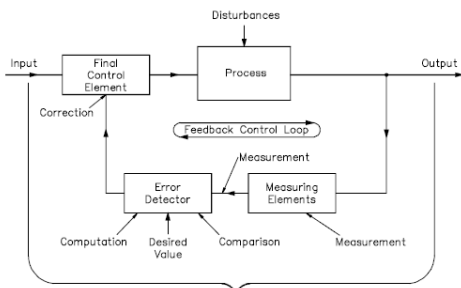 Disturbances
Input
Final
Control
Element
Process
Output
Correction
Feedback Control Loop
Measurement
Error
Detector
Measuring
Elements
Computation
Desired
Value
Comparison
Measurement